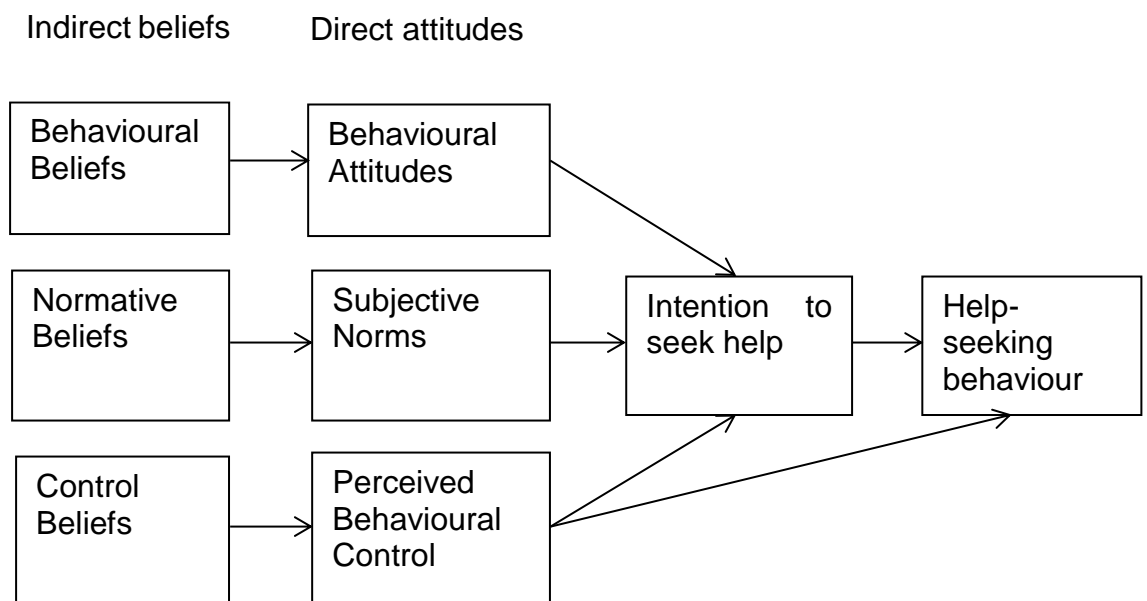 Indirect beliefs
Direct attitudes
Behavioural
Beliefs
Behavioural
Attitudes
Normative
Beliefs
Subjective
Norms
Intention to
seek help
Help-
seeking
behaviour
Control
Beliefs
Perceived
Behavioural
Control